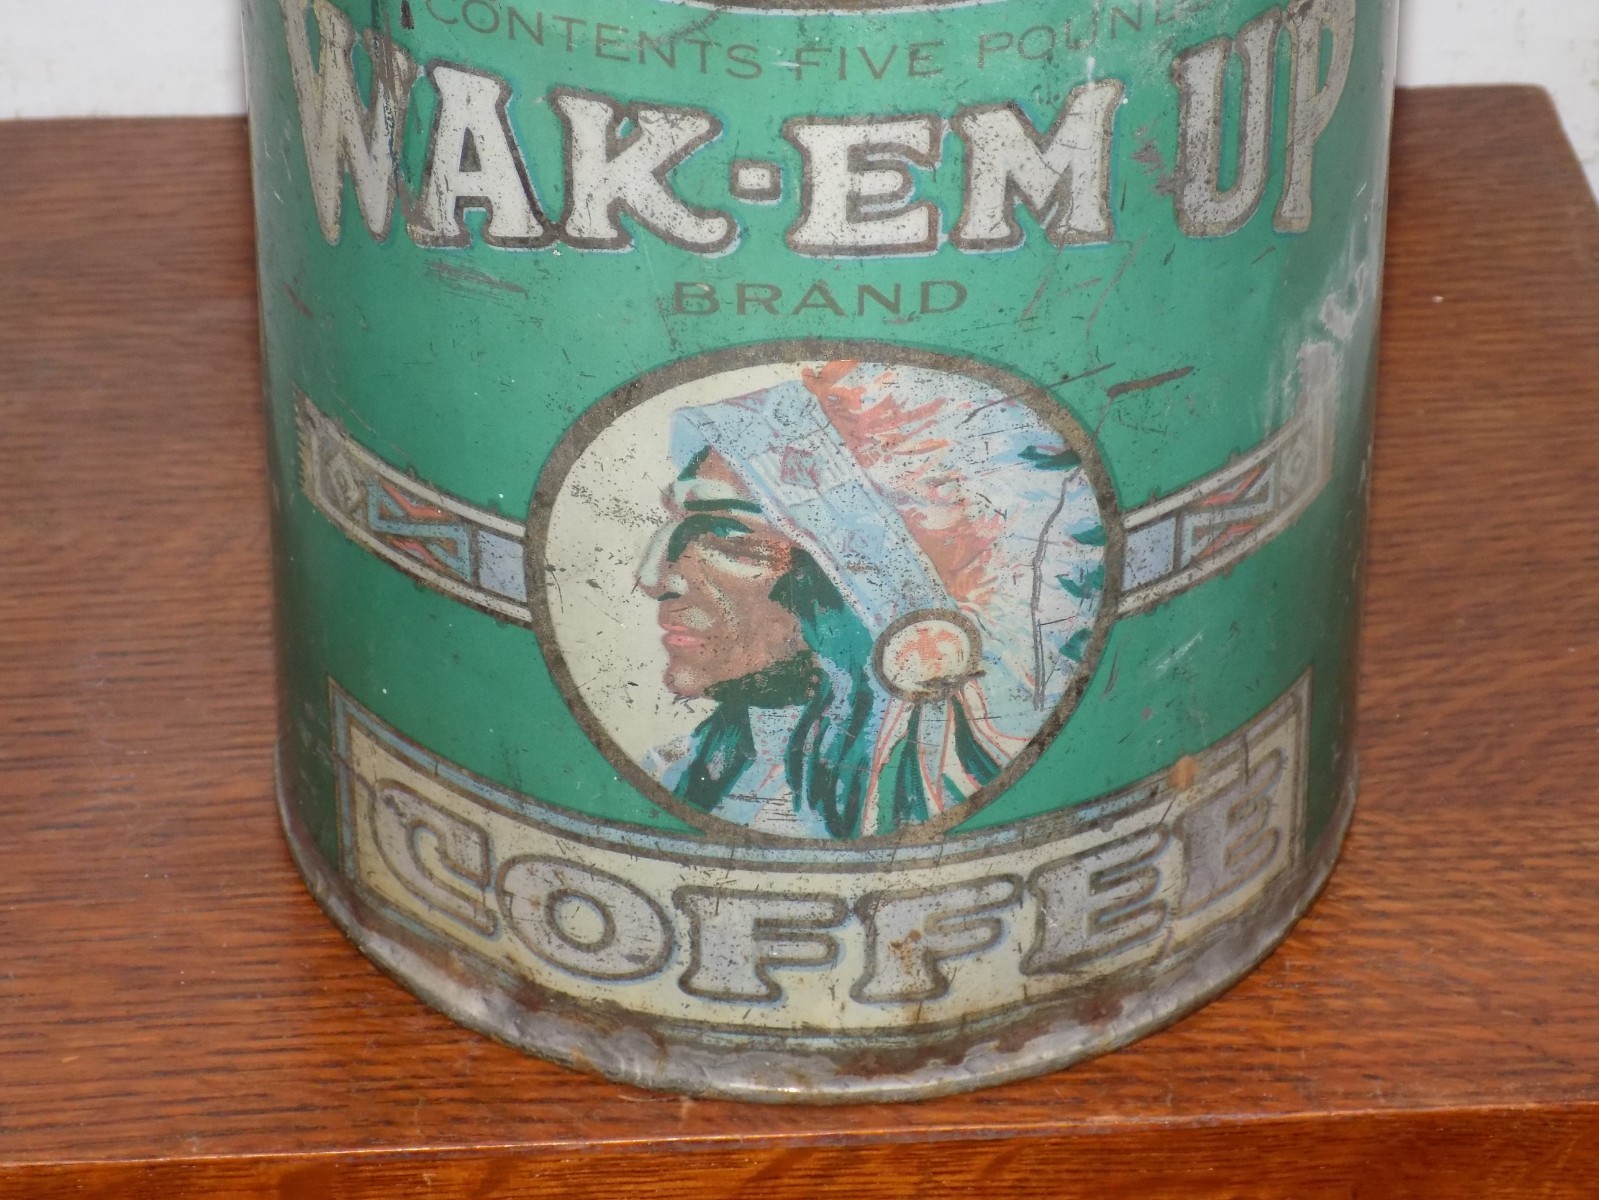 CONTENTS FIVE POUNDS
WAK-EM UP
BRAND
COFFEE